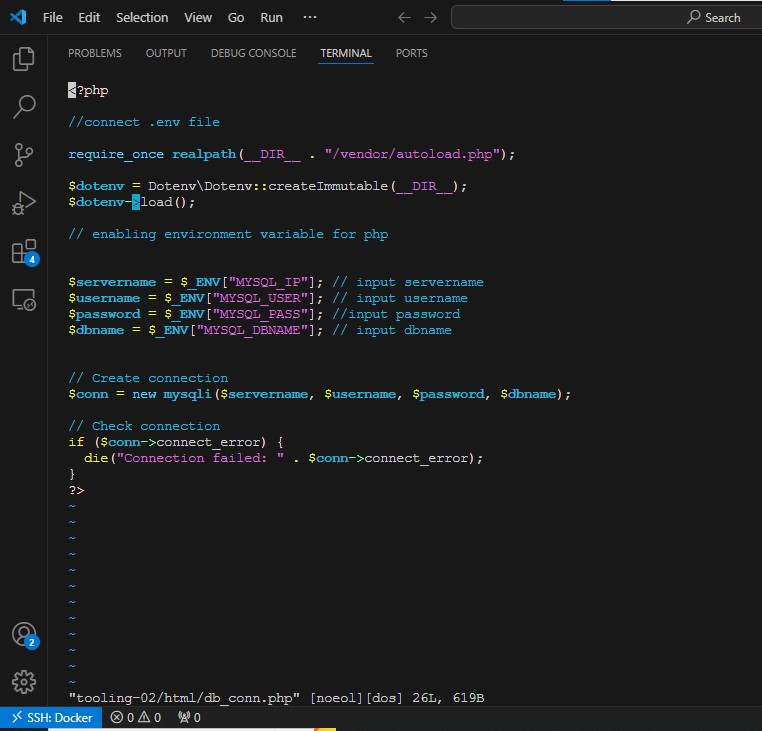 File Edit Selection View Go Run ··· Search
PROBLEMS OUTPUT DEBUG CONSOLE TERMINAL PORTS
<?php
//connect .env file
require_once realpath(__DIR__ . "/vendor/autoload.php");
$dotenv = Dotenv\Dotenv::createImmutable(__DIR__);
$dotenv->load();
// enabling environment variable for php
$servername = $_ENV["MYSQL_IP"]; // input servername
$username = $_ENV["MYSQL_USER"]; // input username
$password = $_ENV["MYSQL_PASS"]; //input password
$dbname = $_ENV["MYSQL_DBNAME"]; // input dbname
4
// Create connection
$conn = new mysqli($servername, $username, $password, $dbname);
// Check connection
if ($conn->connect_error) {
  die("Connection failed: " . $conn->connect_error);
}
?>
~
~
~
~
~
~
~
~
~
~
~
~
2
"tooling-02/html/db_conn.php" [noeol][dos] 26L, 619B
SSH: Docker 0 0 0